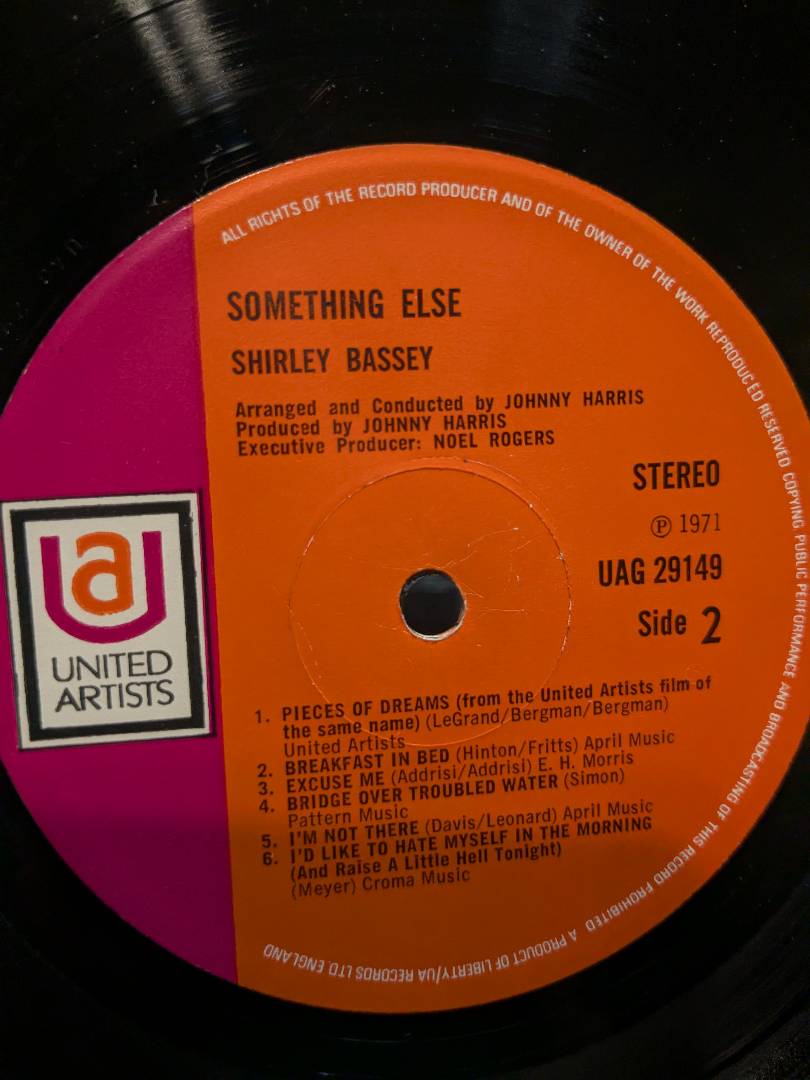 ALL RIGHTS OF THE RECORD PRODUCER AND OF THE OWNER OF THE WORK REPRODUCED RESERVED COPYING PUBLIC PERFORMANCE AND BROADCASTING OF THIS RECORD PROHIBITED A PRODUCT OF LIBERTY/UA RECORDS LTD. ENGLAND
SOMETHING ELSE
SHIRLEY BASSEY
Arranged and Conducted by JOHNNY HARRIS
Produced by JOHNNY HARRIS
Executive Producer: NOEL ROGERS
STEREO
Ⓟ 1971
UAG 29149
Side 2
ua
UNITED
ARTISTS
1. PIECES OF DREAMS (from the United Artists film of
the same name) (LeGrand/Bergman/Bergman)
United Artists
2. BREAKFAST IN BED (Hinton/Fritts) April Music
3. EXCUSE ME (Addrisi/Addrisi) E. H. Morris
4. BRIDGE OVER TROUBLED WATER (Simon)
Pattern Music
5. I'M NOT THERE (Davis/Leonard) April Music
6. I'D LIKE TO HATE MYSELF IN THE MORNING
(And Raise A Little Hell Tonight)
(Meyer) Croma Music